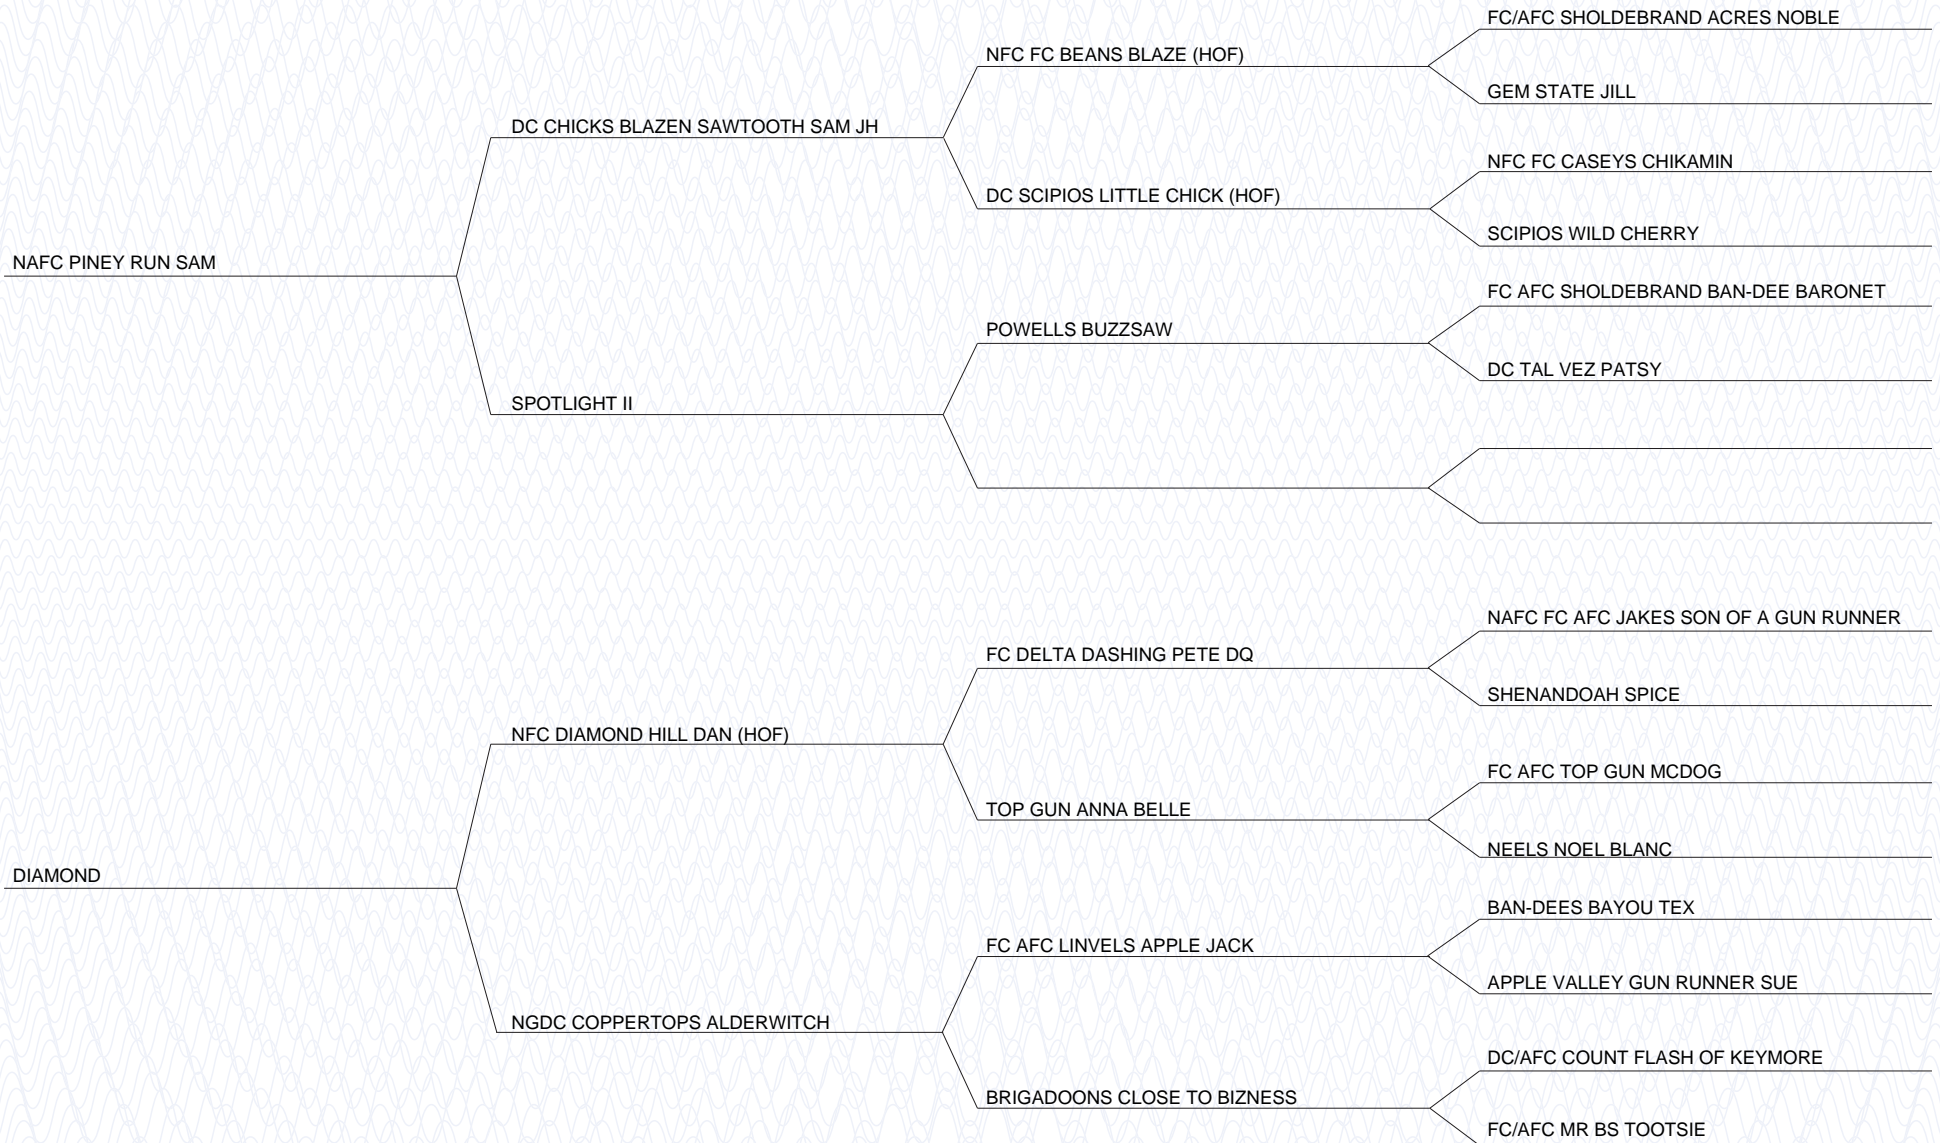 FC/AFC SHOLDEBRAND ACRES NOBLE
NFC FC BEANS BLAZE (HOF)
GEM STATE JILL
DC CHICKS BLAZEN SAWTOOTH SAM JH
NFC FC CASEYS CHIKAMIN
DC SCIPIOS LITTLE CHICK (HOF)
SCIPIOS WILD CHERRY
NAFC PINEY RUN SAM
FC AFC SHOLDEBRAND BAN-DEE BARONET
POWELLS BUZZSAW
DC TAL VEZ PATSY
SPOTLIGHT II
NAFC FC AFC JAKES SON OF A GUN RUNNER
FC DELTA DASHING PETE DQ
SHENANDOAH SPICE
NFC DIAMOND HILL DAN (HOF)
FC AFC TOP GUN MCDOG
TOP GUN ANNA BELLE
NEELS NOEL BLANC
DIAMOND
BAN-DEES BAYOU TEX
FC AFC LINVELS APPLE JACK
APPLE VALLEY GUN RUNNER SUE
NGDC COPPERTOPS ALDERWITCH
DC/AFC COUNT FLASH OF KEYMORE
BRIGADOONS CLOSE TO BIZNESS
FC/AFC MR BS TOOTSIE